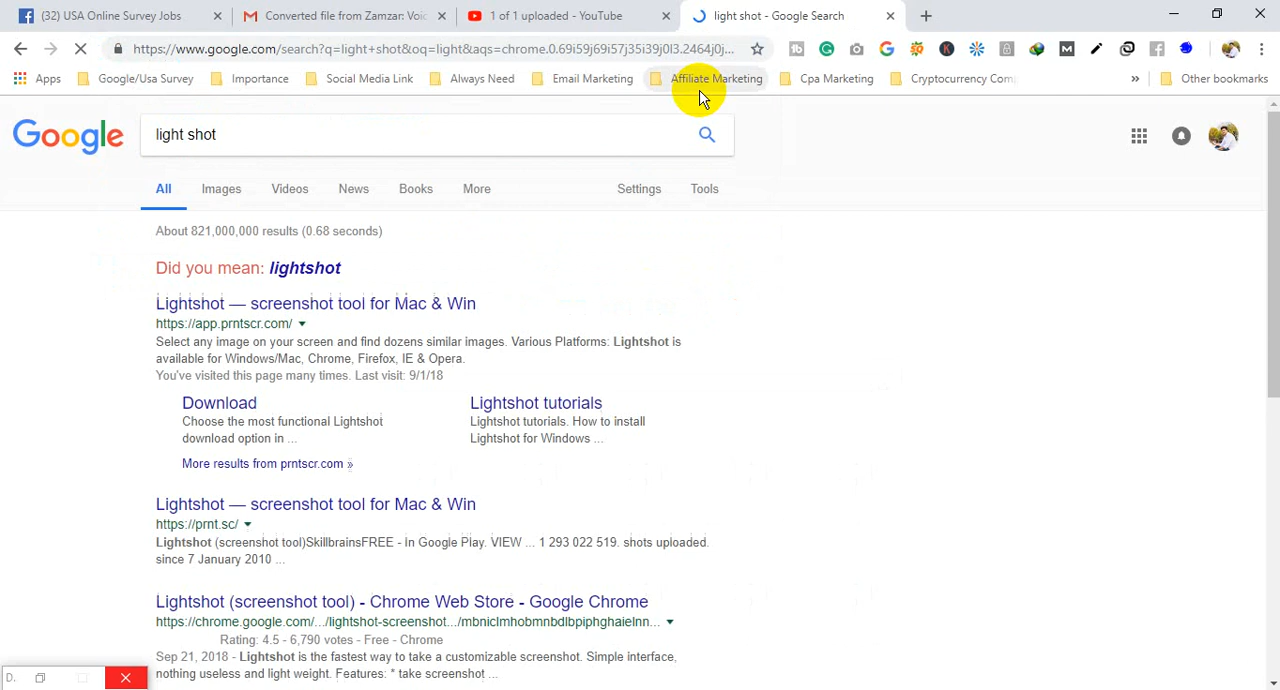 (32) USA Online Survey Jobs
Converted file from Zamzar: Voic
1 of 1 uploaded - YouTube
light shot - Google Search
https://www.google.com/search?q=light+shot&oq=light&aqs=chrome.0.69i59j69i57j35i39j0l3.2464j0j...
Apps
Google/Usa Survey
Importance
Social Media Link
Always Need
Email Marketing
Affiliate Marketing
Cpa Marketing
Cryptocurrency Com
»
Other bookmarks
Google
light shot
All
Images
Videos
News
Books
More
Settings
Tools
About 821,000,000 results (0.68 seconds)
Did you mean: lightshot
Lightshot — screenshot tool for Mac & Win
https://app.prntscr.com/
Select any image on your screen and find dozens similar images. Various Platforms: Lightshot is
available for Windows/Mac, Chrome, Firefox, IE & Opera.
You've visited this page many times. Last visit: 9/1/18
Download
Lightshot tutorials
Choose the most functional Lightshot
Lightshot tutorials. How to install
download option in ...
Lightshot for Windows ...
More results from prntscr.com »
Lightshot — screenshot tool for Mac & Win
https://prnt.sc/
Lightshot (screenshot tool)SkillbrainsFREE - In Google Play. VIEW ... 1 293 022 519. shots uploaded.
since 7 January 2010 ...
Lightshot (screenshot tool) - Chrome Web Store - Google Chrome
https://chrome.google.com/.../lightshot-screenshot.../mbniclmhobmnbdlbpiphghaielnn...
Rating: 4.5 - 6,790 votes - Free - Chrome
Sep 21, 2018 - Lightshot is the fastest way to take a customizable screenshot. Simple interface,
nothing useless and light weight. Features: * take screenshot ...
D.